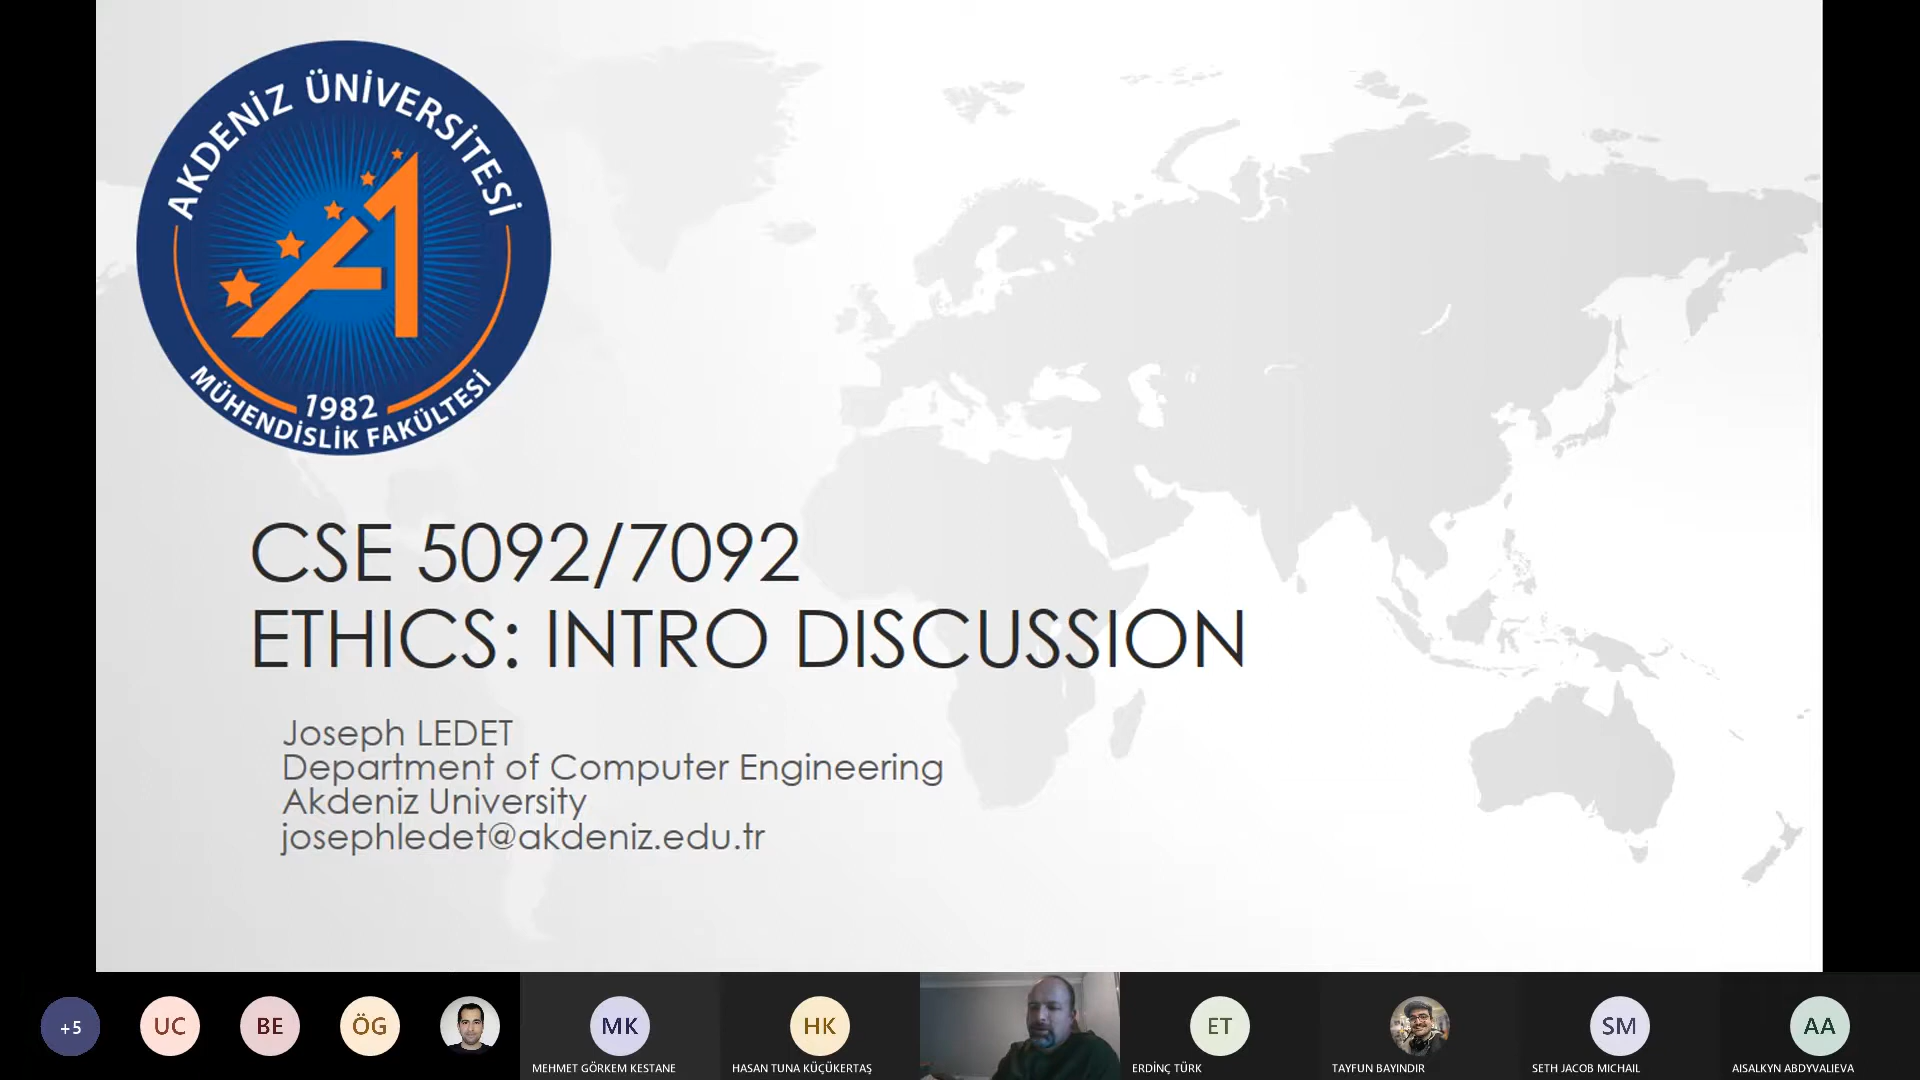 AKDENİZ ÜNİVERSİTESİ
1982
MÜHENDİSLİK FAKÜLTESİ
CSE 5092/7092
ETHICS: INTRO DISCUSSION
Joseph LEDET
Department of Computer Engineering
Akdeniz University
josephledet@akdeniz.edu.tr
+5
UC
BE
ÖG
MK
MEHMET GÖRKEM KESTANE
HK
HASAN TUNA KÜÇÜKERTAŞ
ET
ERDİNÇ TÜRK
TAYFUN BAYINDIR
SM
SETH JACOB MICHAIL
AA
AISALKYN ABDYVALIEVA